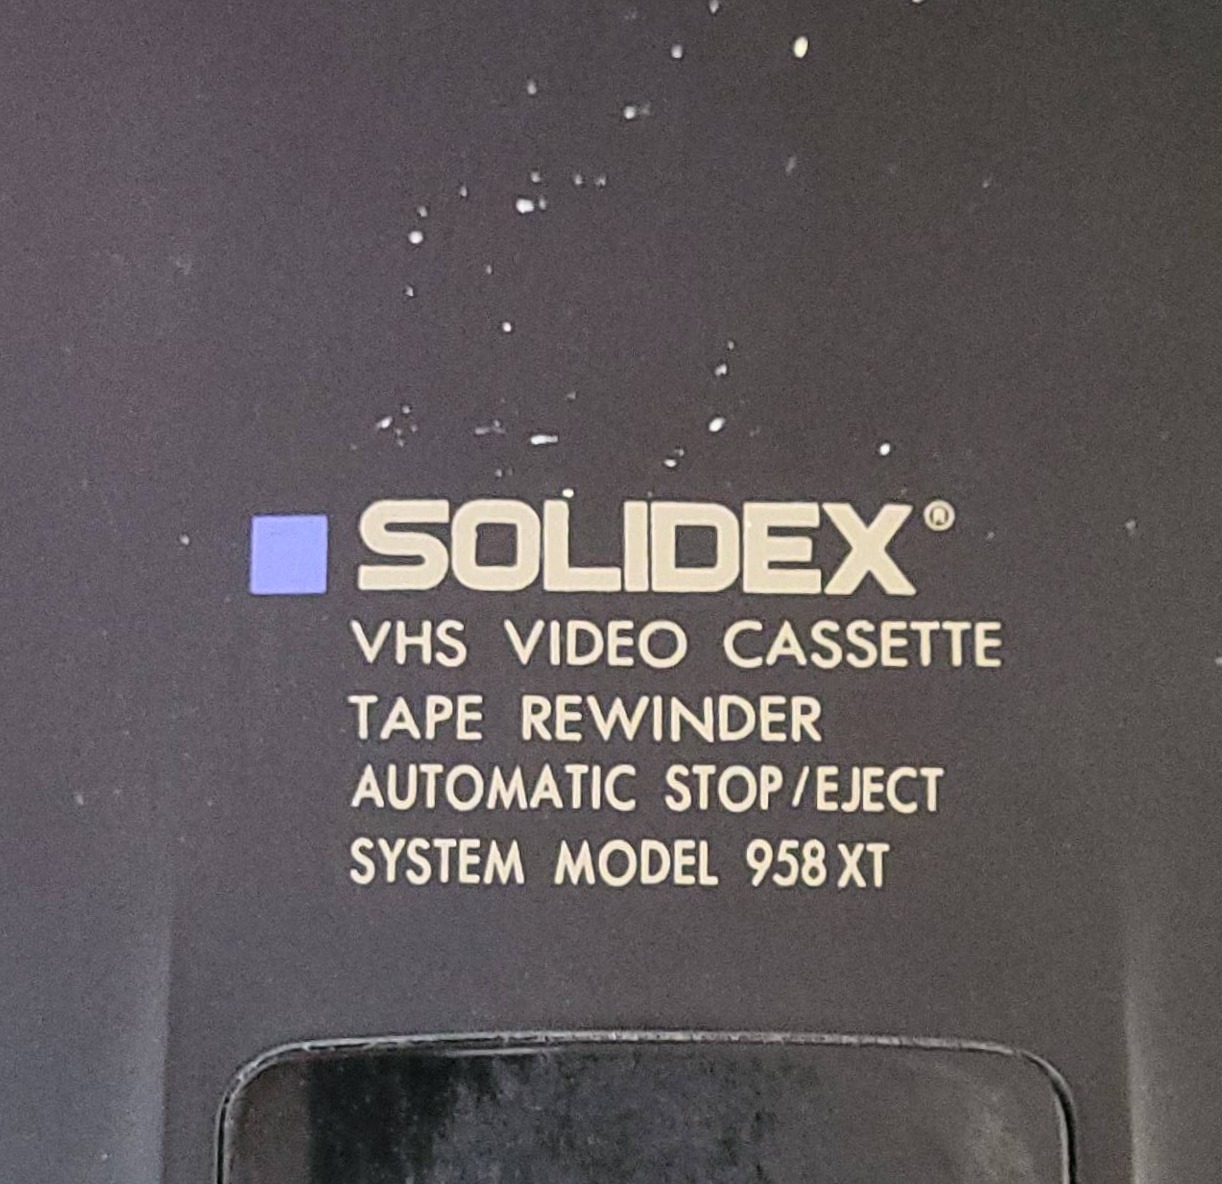 SOLIDEX®
VHS VIDEO CASSETTE
TAPE REWINDER
AUTOMATIC STOP/EJECT
SYSTEM MODEL 958 XT